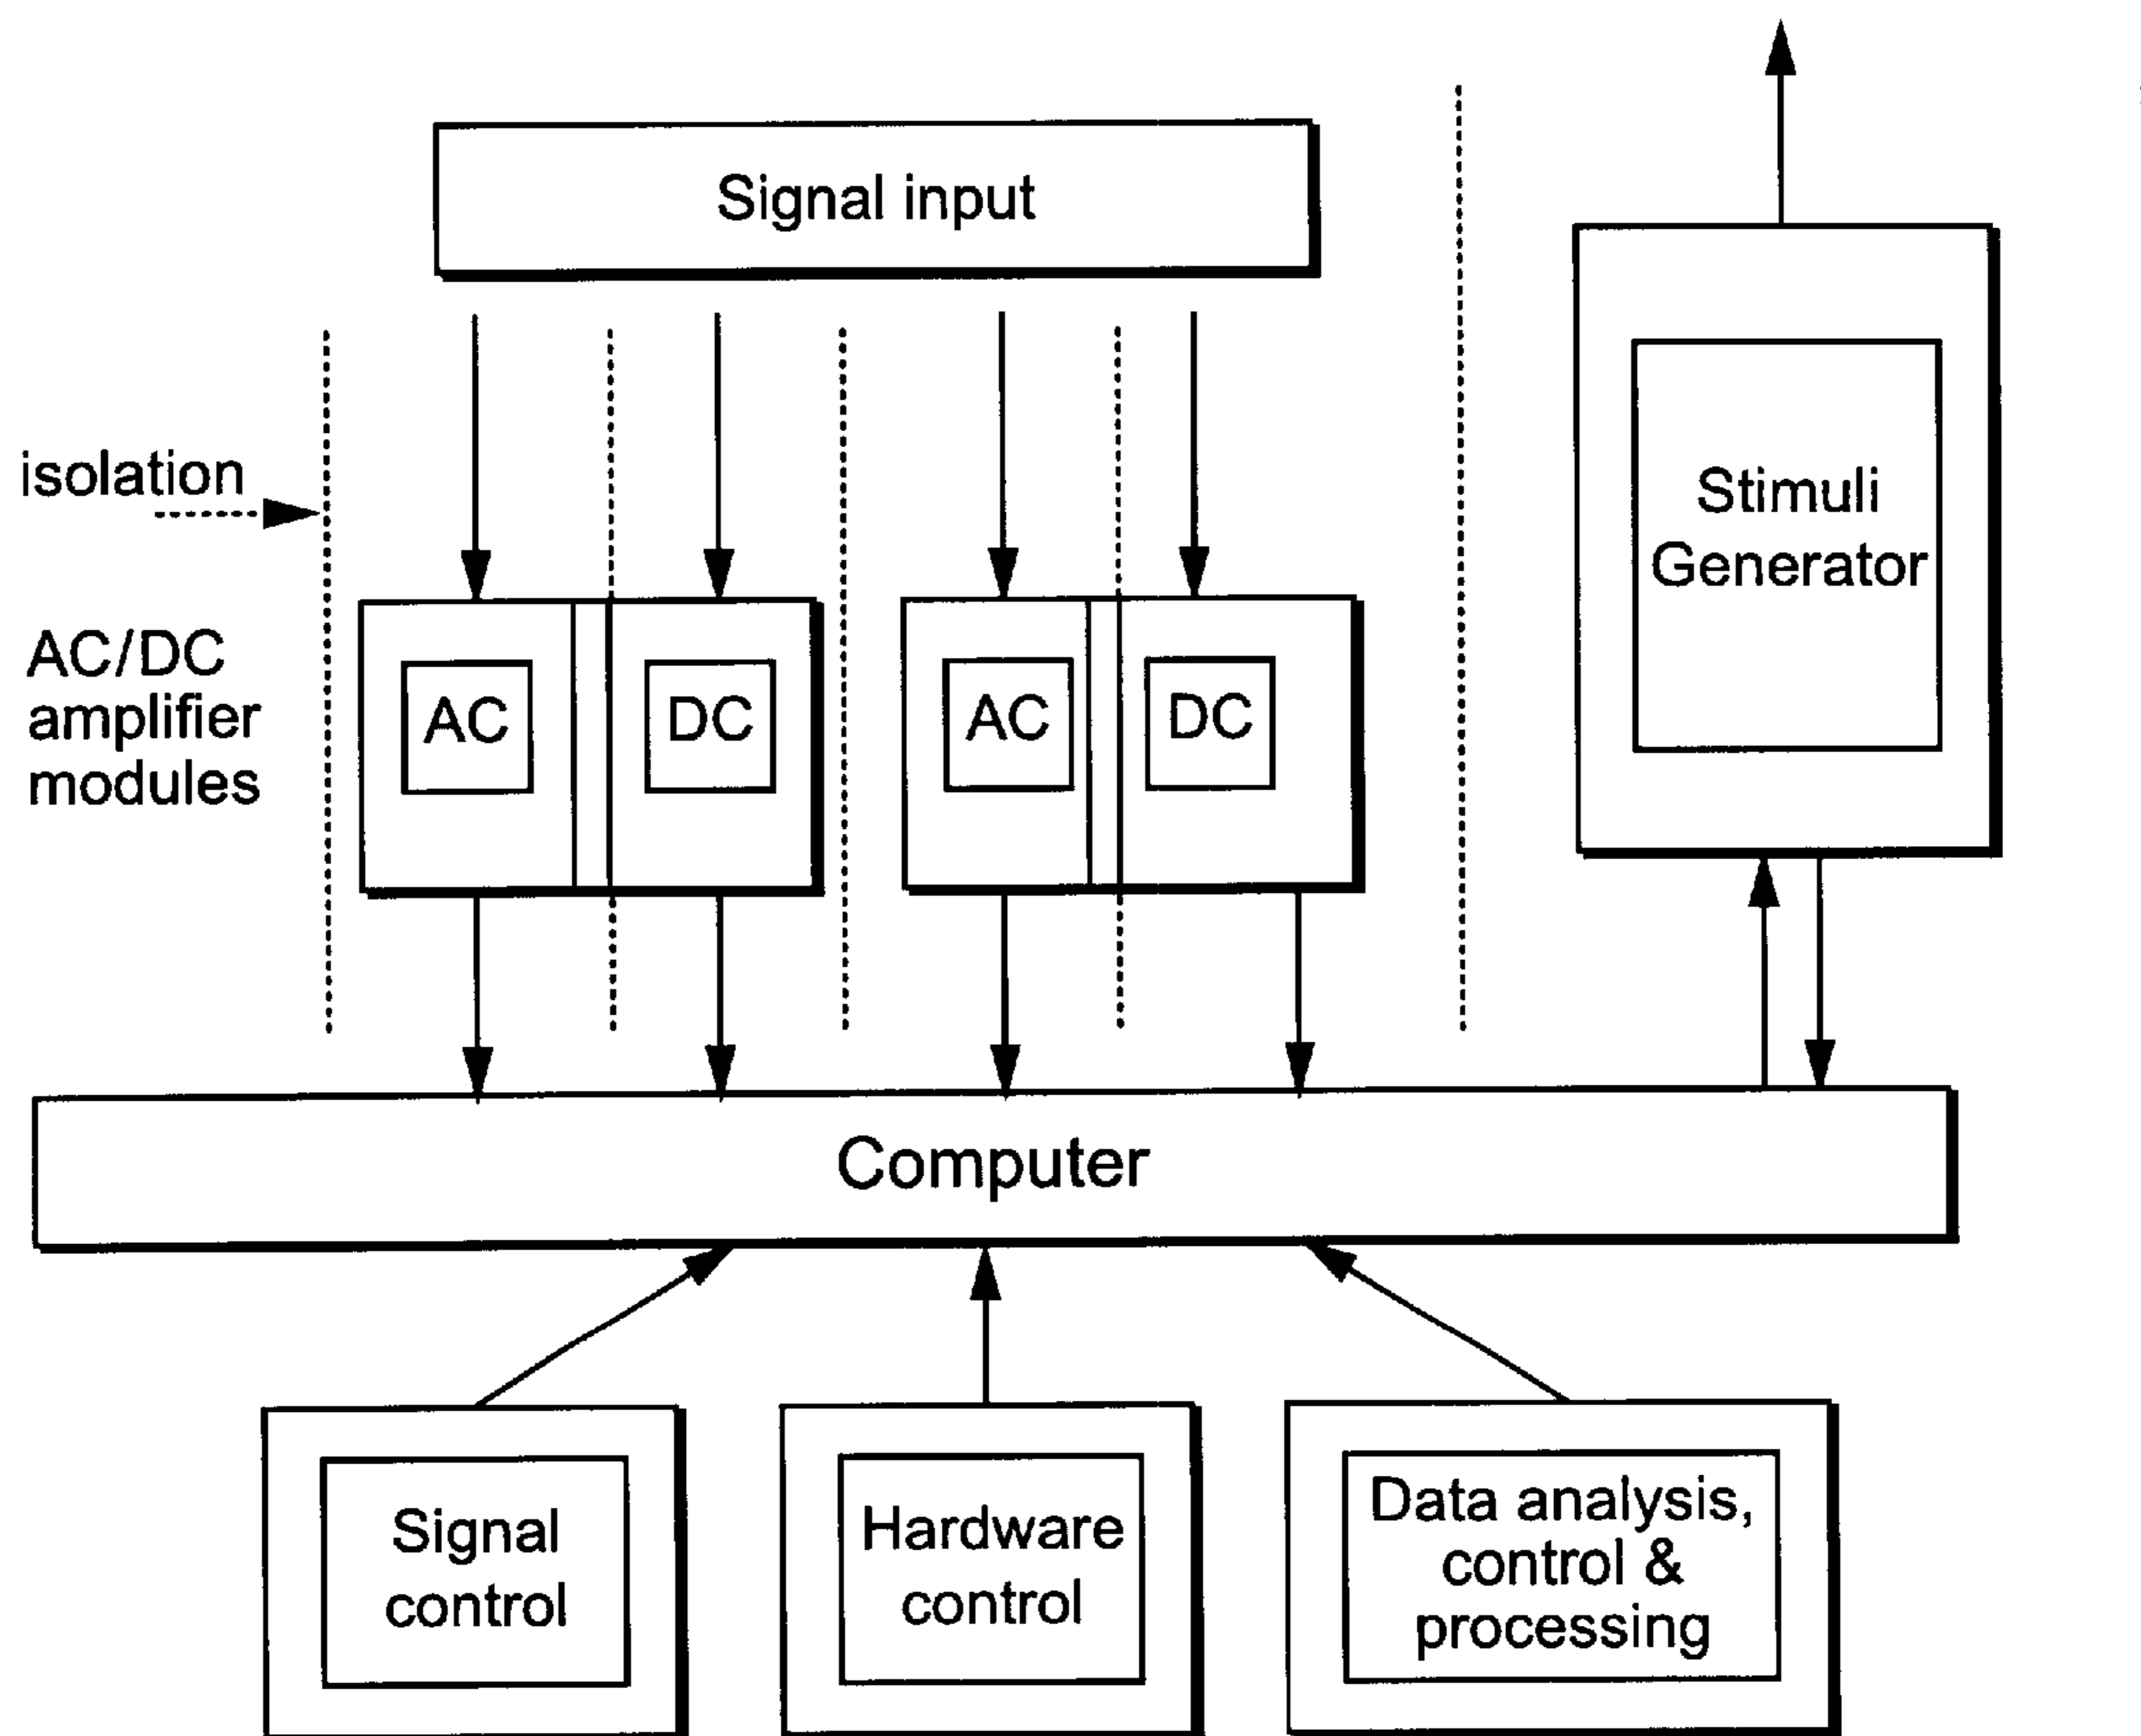 Signal input
isolation
AC/DC
amplifier
modules
AC
DC
AC
DC
Stimuli
Generator
Computer
Signal
control
Hardware
control
Data analysis,
control &
processing